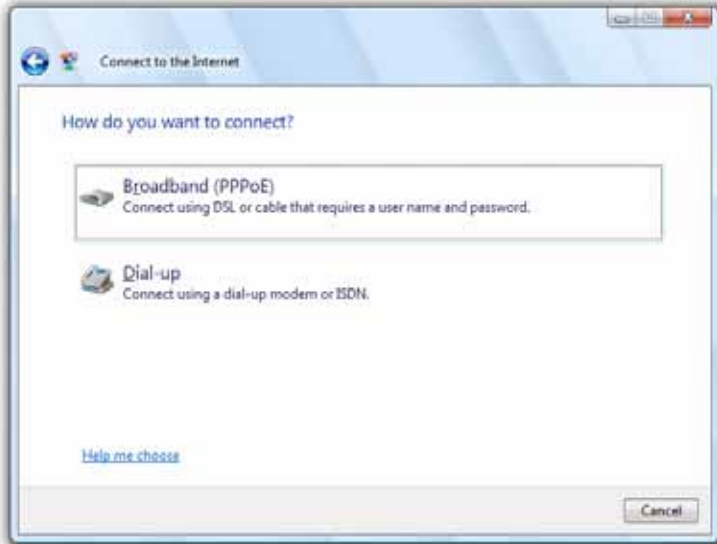 Connect to the Internet
How do you want to connect?
Broadband (PPPoE)
Connect using DSL or cable that requires a user name and password.
Dial-up
Connect using a dial-up modem or ISDN.
Help me choose
Cancel